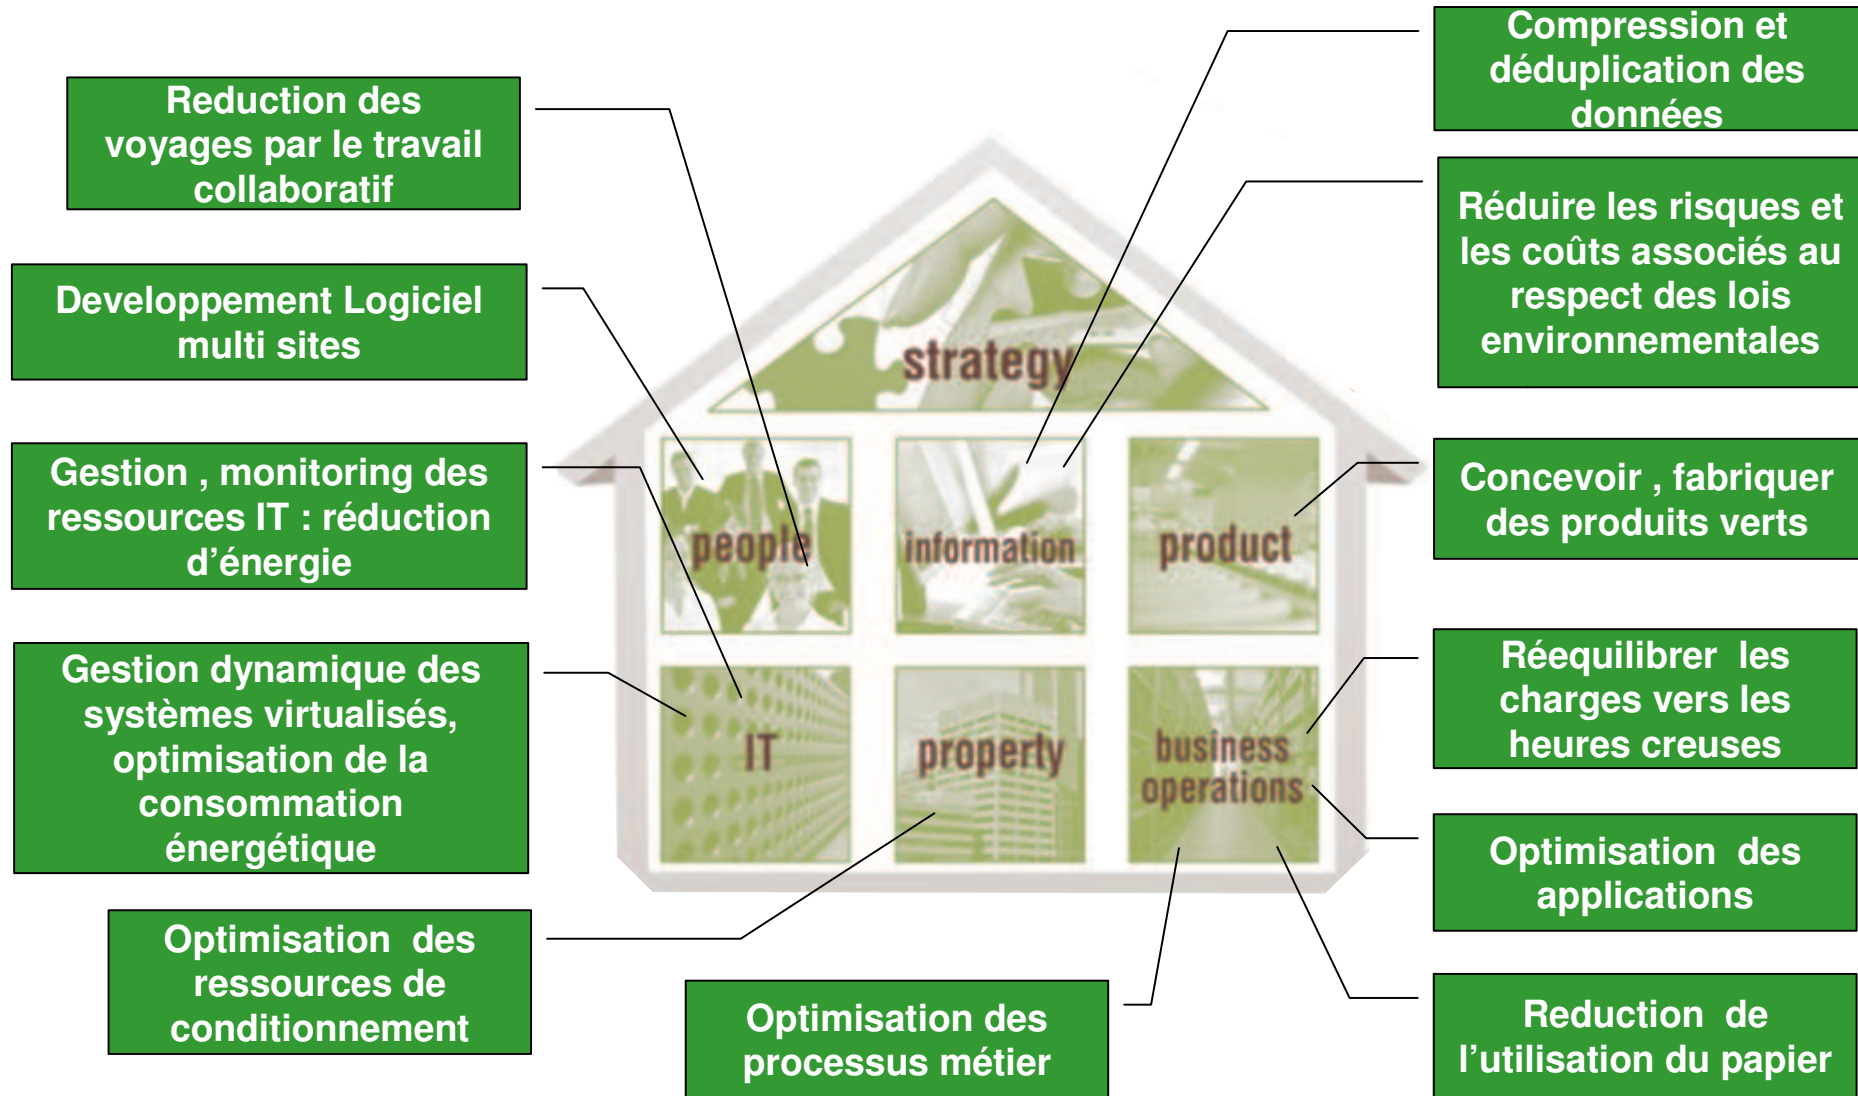 Compression et
déduplication des
données
Reduction des
voyages par le travail
collaboratif
Réduire les risques et
les coûts associés au
respect des lois
environnementales
Developpement Logiciel
multi sites
strategy
Gestion , monitoring des
ressources IT : réduction
d’énergie
people
information
product
Concevoir , fabriquer
des produits verts
Gestion dynamique des
systèmes virtualisés,
optimisation de la
consommation
énergétique
IT
property
business
operations
Réequilibrer les
charges vers les
heures creuses
Optimisation des
applications
Optimisation des
ressources de
conditionnement
Optimisation des
processus métier
Reduction de
l’utilisation du papier